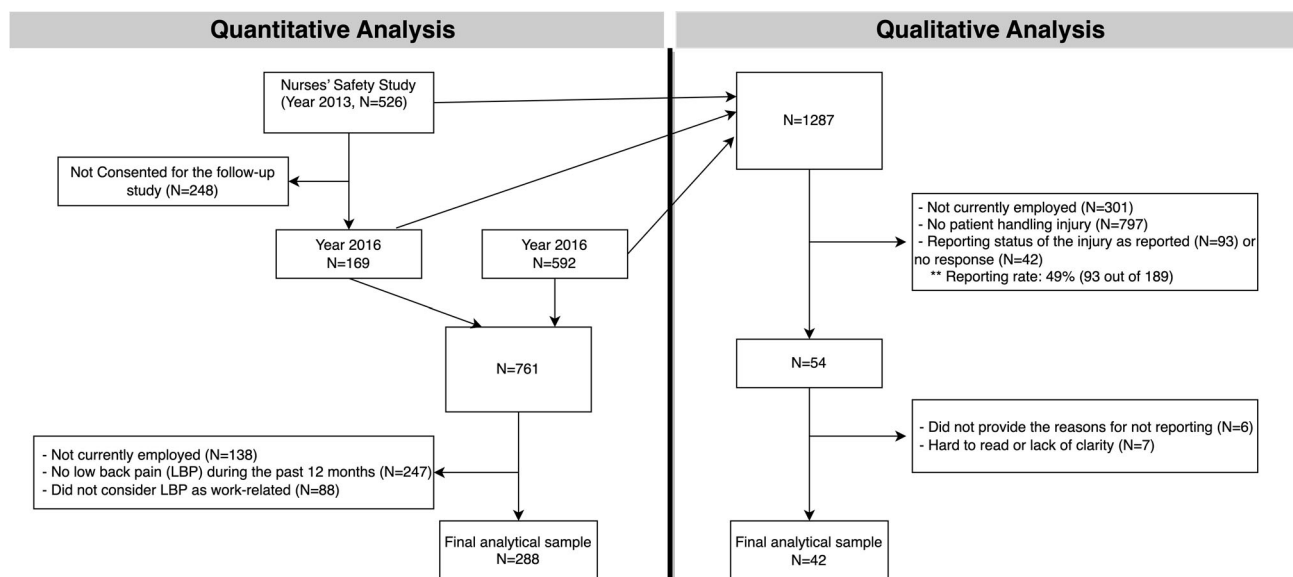 Quantitative Analysis
Qualitative Analysis
Nurses' Safety Study
(Year 2013, N=526)
Not Consented for the follow-up
study (N=248)
Year 2016
N=169
Year 2016
N=592
N=761
- Not currently employed (N=138)
- No low back pain (LBP) during the past 12 months (N=247)
- Did not consider LBP as work-related (N=88)
Final analytical sample
N=288
N=1287
- Not currently employed (N=301)
- No patient handling injury (N=797)
- Reporting status of the injury as reported (N=93) or
no response (N=42)
** Reporting rate: 49% (93 out of 189)
N=54
- Did not provide the reasons for not reporting (N=6)
- Hard to read or lack of clarity (N=7)
Final analytical sample
N=42